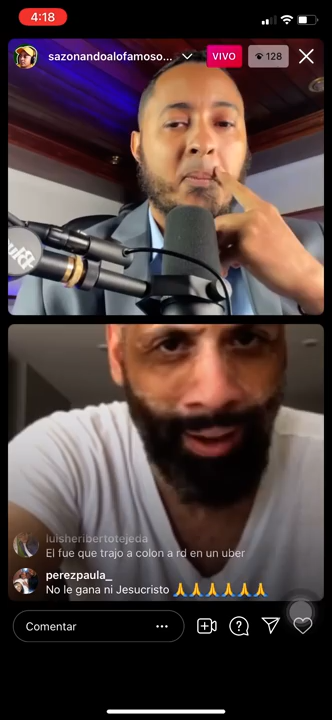 4:18
sazonandoalofamoso...
VIVO
128
luisheribertotejeda
El fue que trajo a colon a rd en un uber
perezpaula_
No le gana ni Jesucristo 🙏🙏🙏🙏🙏🙏
Comentar